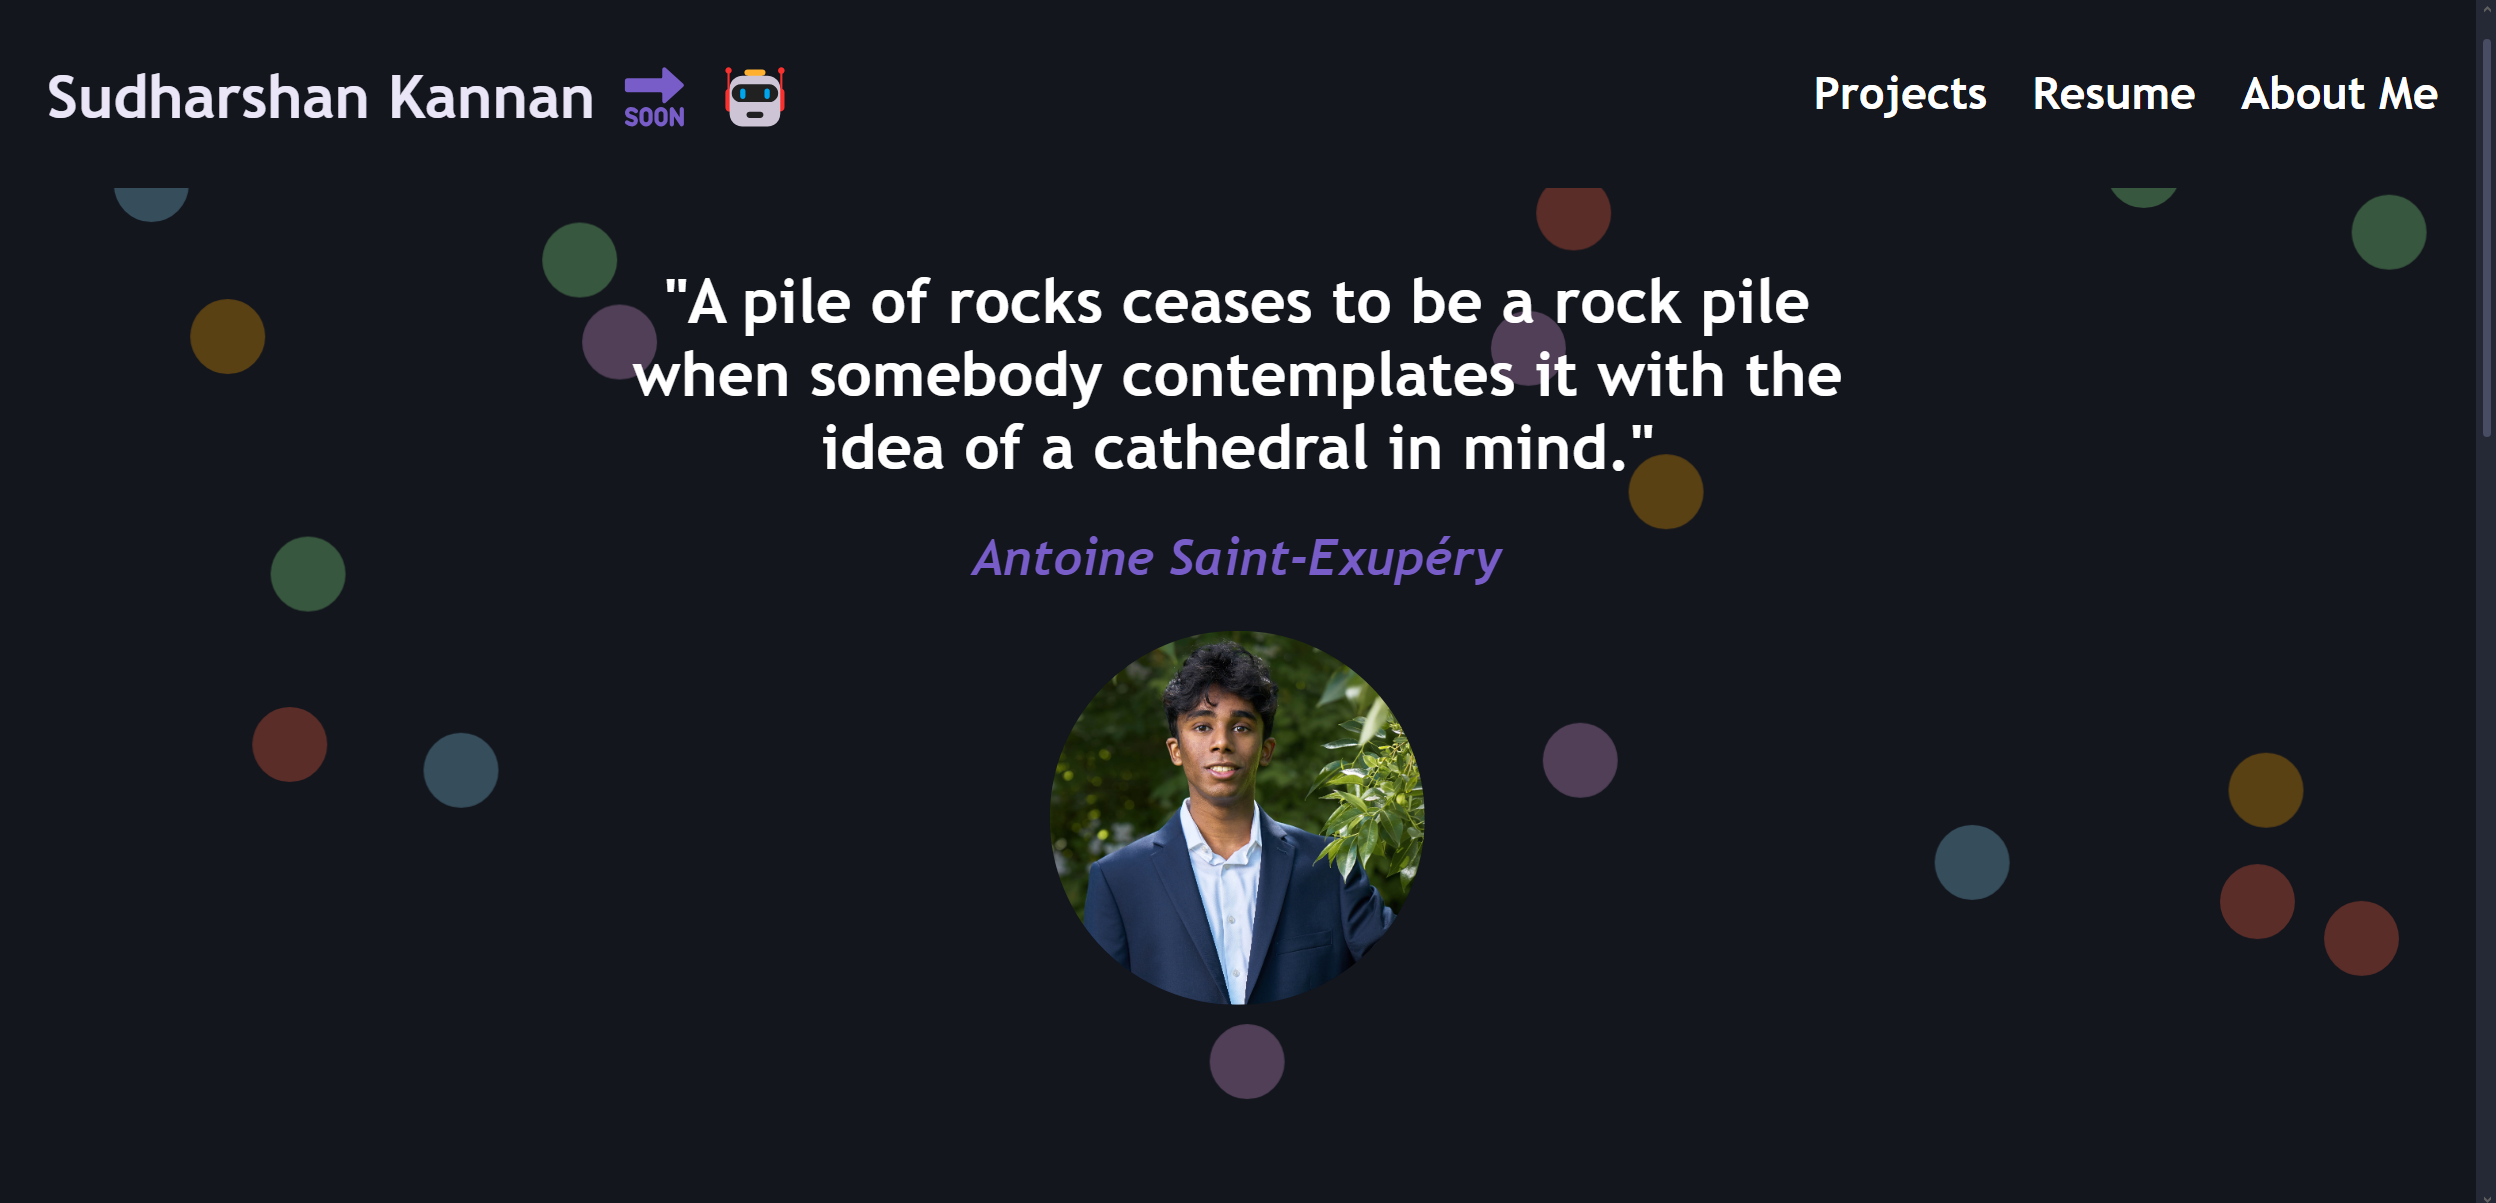 Sudharshan Kannan 🔜 🤖
Projects Resume About Me
"A pile of rocks ceases to be a rock pile
when somebody contemplates it with the
idea of a cathedral in mind."
Antoine Saint-Exupéry